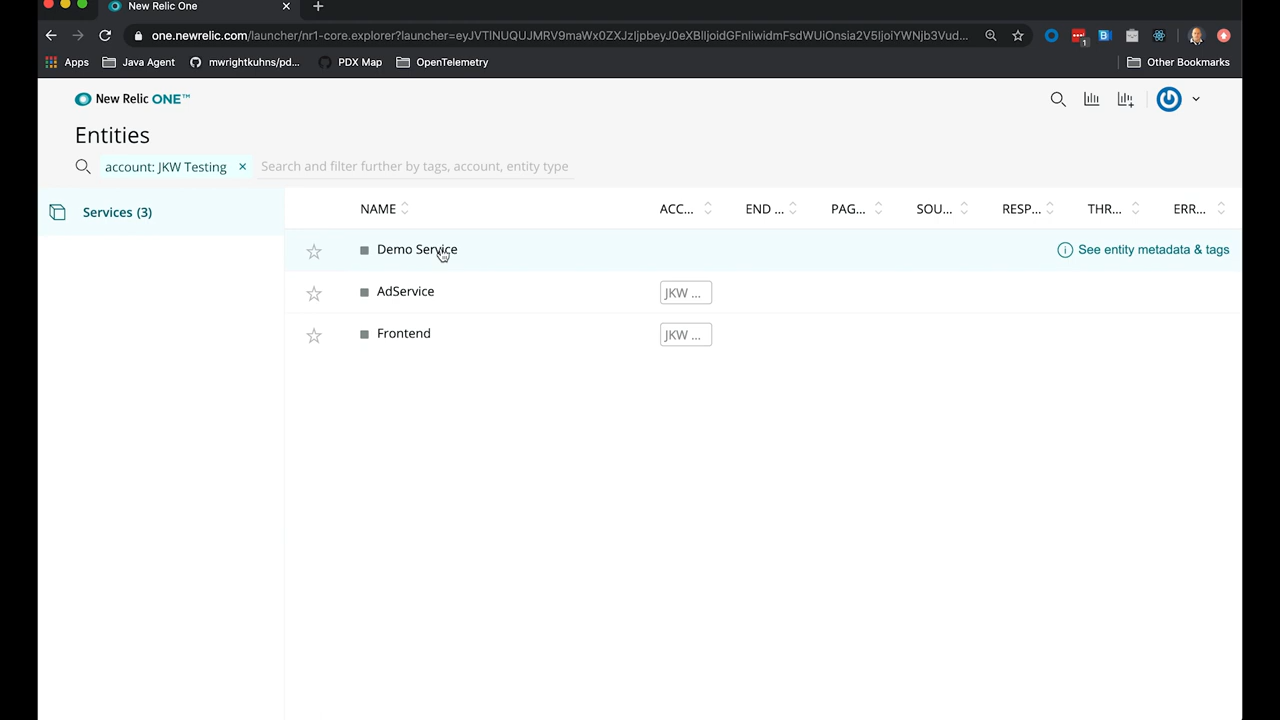 New Relic One
one.newrelic.com/launcher/nr1-core.explorer?launcher=
Apps Java Agent mwrightkuhns/pd... PDX Map OpenTelemetry Other Bookmarks
New Relic ONE™
Entities
account: JKW Testing × Search and filter further by tags, account, entity type
Services (3)
NAME ACC... END ... PAG... SOU... RESP... THR... ERR...
Demo Service See entity metadata & tags
AdService JKW ...
Frontend JKW ...